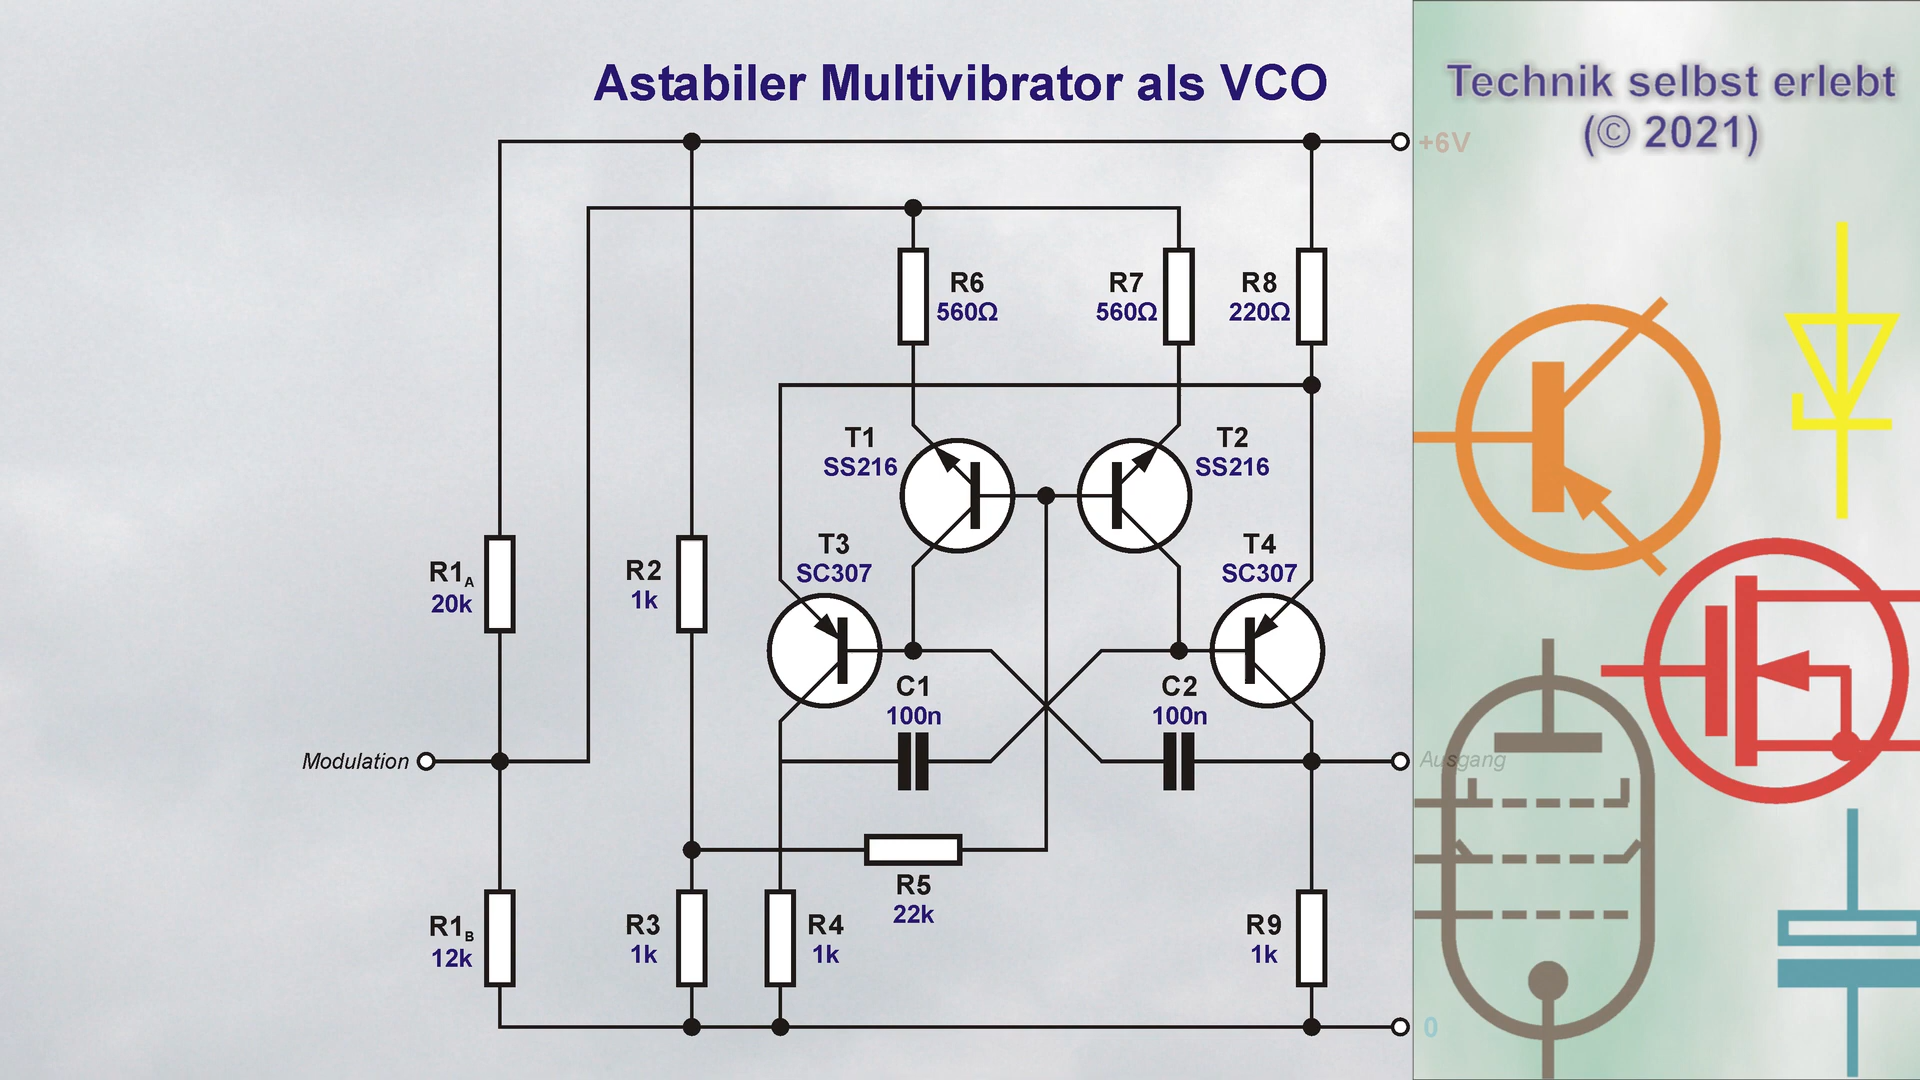 Astabiler Multivibrator als VCO
Technik selbst erlebt
(© 2021)
+6V
R6
560Ω
R7
560Ω
R8
220Ω
T1
SS216
T2
SS216
T3
SC307
T4
SC307
R1A
20k
R2
1k
C1
100n
C2
100n
Modulation
Ausgang
R5
22k
R1B
12k
R3
1k
R4
1k
R9
1k
0